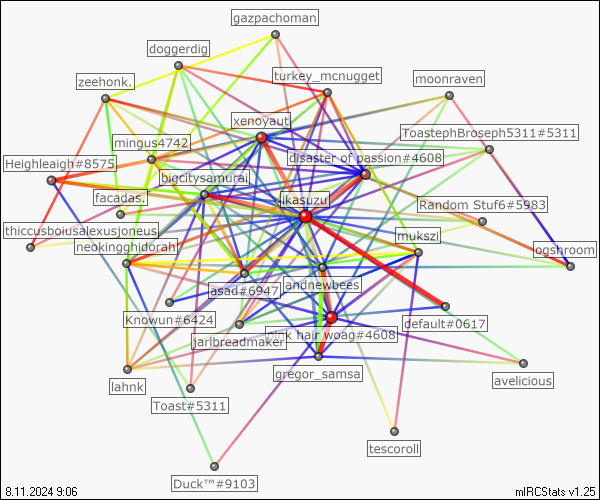 gazpachoman
doggerdig
turkey_mcnugget
moonraven
zeehonk.
xenoyaut
ToastephBroseph5311#5311
mingus4742
disaster of passion#4608
Heighleaigh#8575
bigcitysamurai
ikasuzu
facadas.
Random Stuf6#5983
thiccusboiusalexusjoneus
mukszi
neokingghidorah
ogshroom
asad#6947
andnewbees
Knowun#6424
default#0617
jarlbreadmaker
pink hair woag#4608
gregor_samsa
lahnk
avelicious
Toast#5311
tescoroll
Duck™#9103
8.11.2024 9:06
mIRCStats v1.25